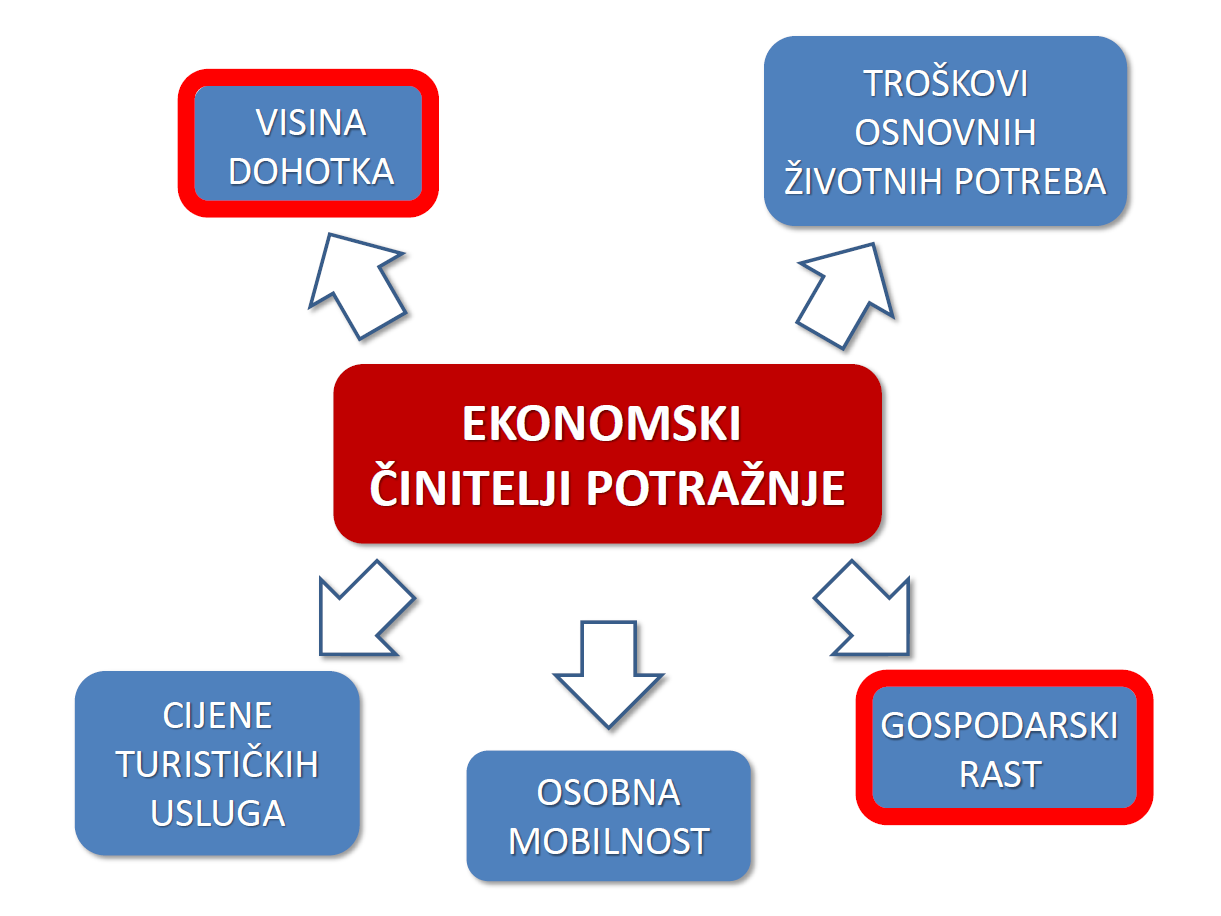 VISINA
DOHOTKA
TROŠKOVI
OSNOVNIH
ŽIVOTNIH POTREBA
EKONOMSKI
ČINITELJI POTRAŽNJE
CIJENE
TURISTIČKIH
USLUGA
OSOBNA
MOBILNOST
GOSPODARSKI
RAST